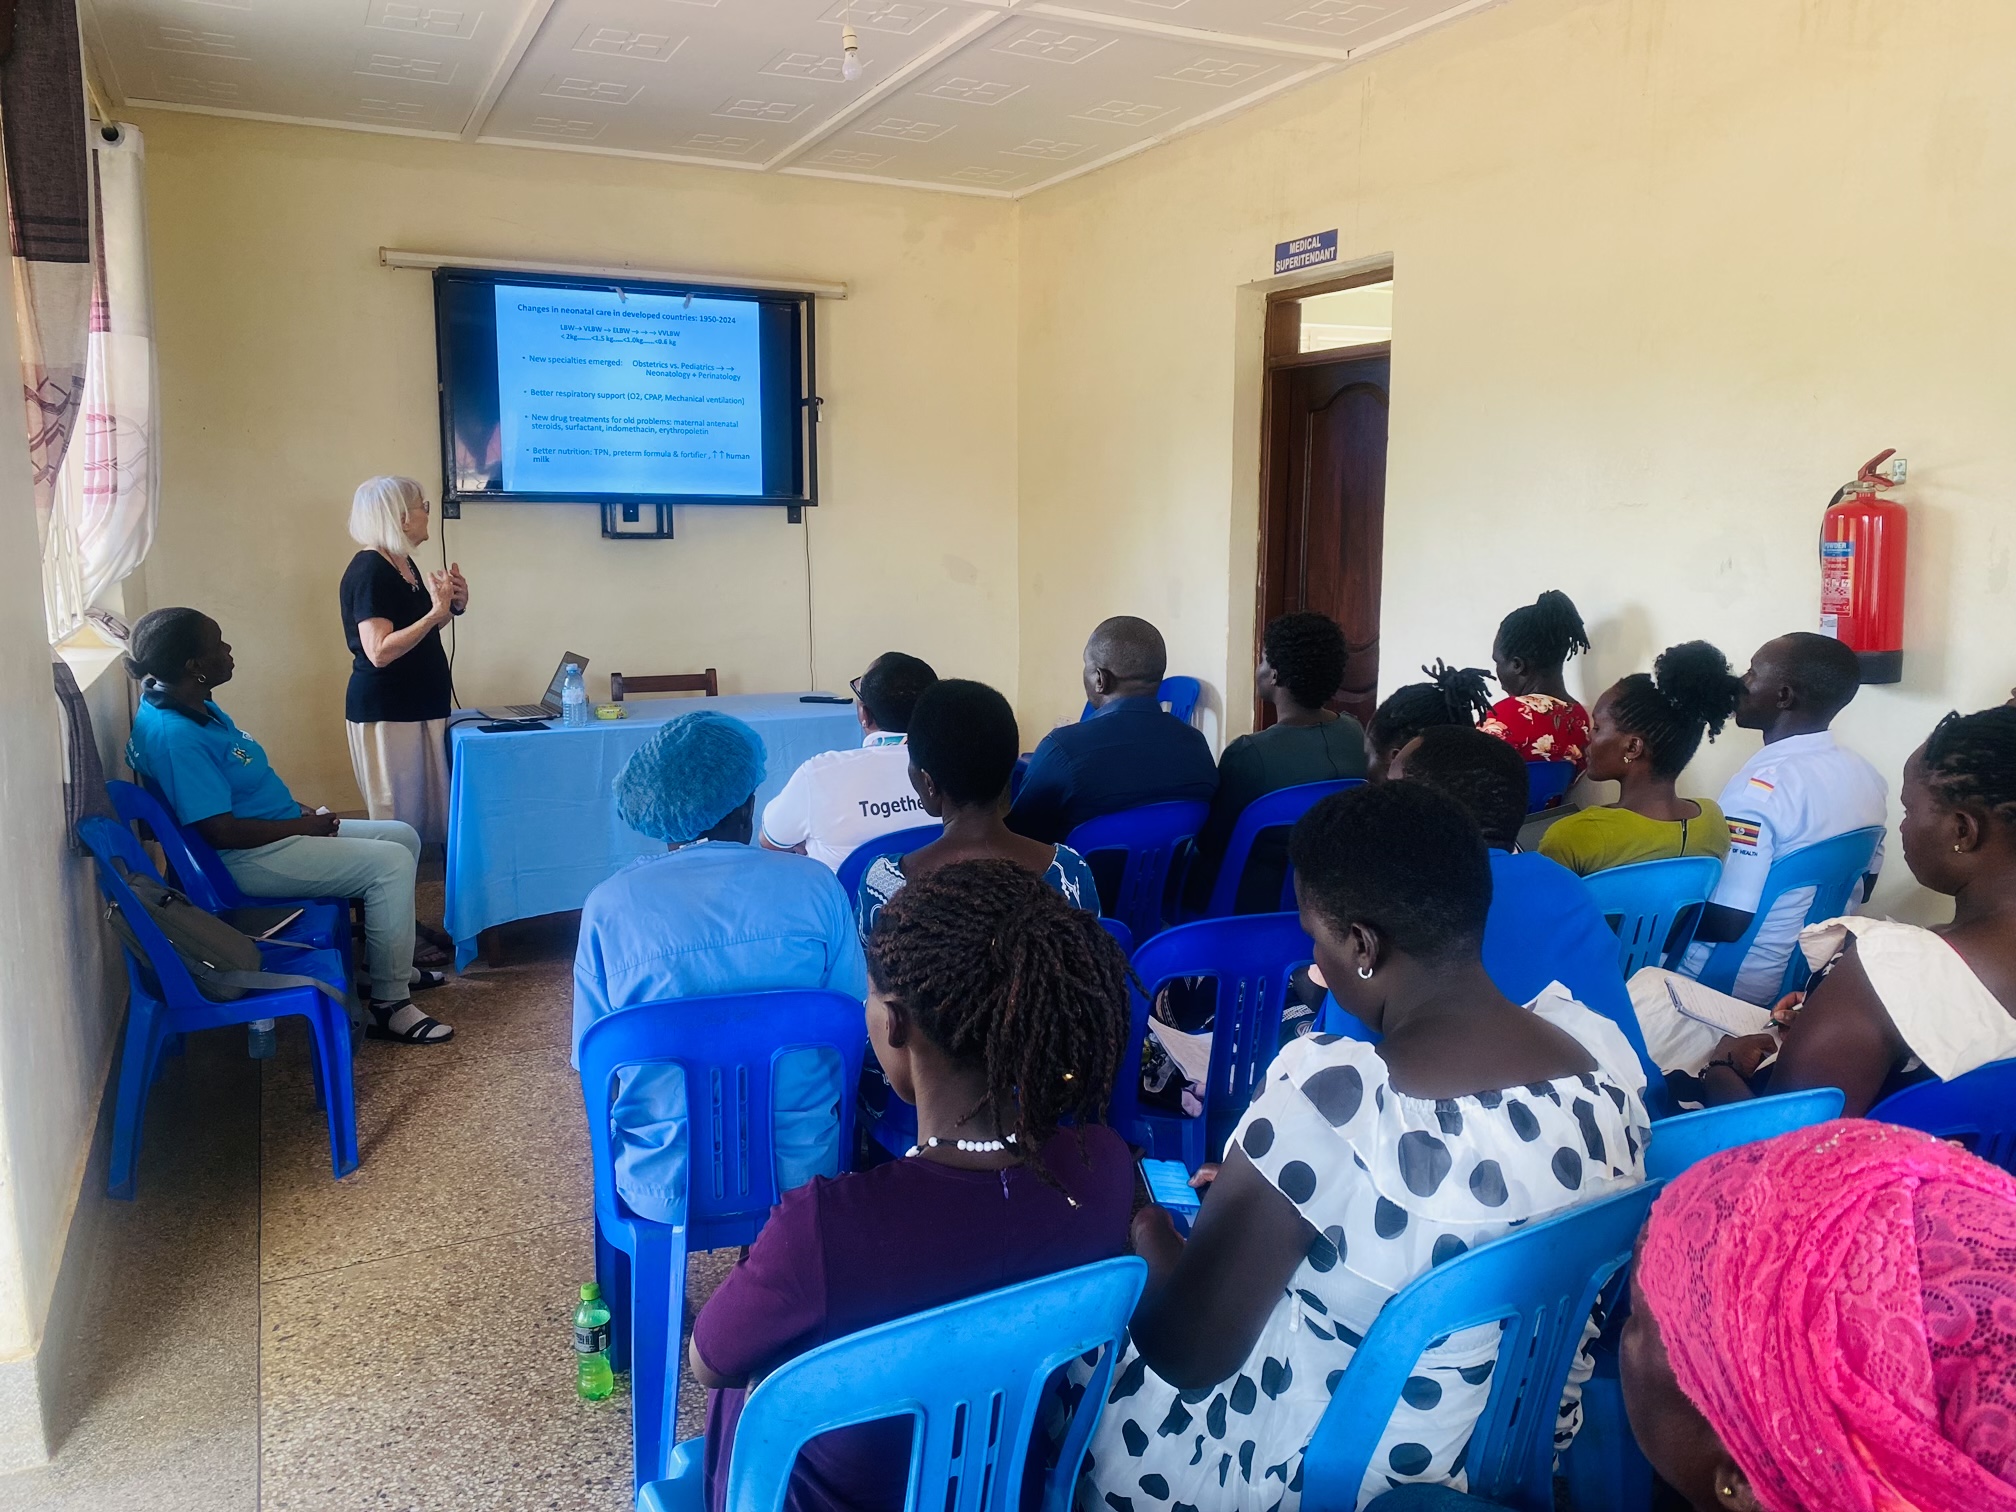 MEDICAL
SUPERITENDANT
Changes in neonatal care in developed countries: 1950-2024
LBW→ VLBW → ELBW → → → VVLBW
< 2kg……..<1.5 kg…..<1.0kg…….<0.6 kg
• New specialties emerged: Obstetrics vs. Pediatrics → →
Neonatology + Perinatology
• Better respiratory support (O2, CPAP, Mechanical ventilation]
• New drug treatments for old problems: maternal antenatal
steroids, surfactant, indomethacin, erythropoietin
• Better nutrition: TPN, preterm formula & fortifier , ↑↑ human
milk
POWDER
Togethe
OF HEALTH